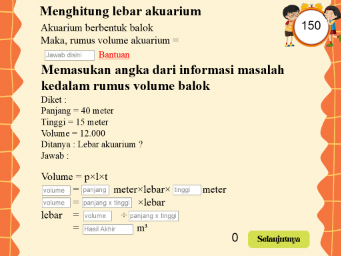 Menghitung lebar akuarium
150
Akuarium berbentuk balok
Maka, rumus volume akuarium =
Jawab disini Bantuan
Memasukan angka dari informasi masalah
kedalam rumus volume balok
Diket :
Panjang = 40 meter
Tinggi = 15 meter
Volume = 12.000
Ditanya : Lebar akuarium ?
Jawab :
Volume = p×l×t
volume = panjang meter×lebar× tinggi meter
volume = panjang x tinggi ×lebar
lebar = volume ÷ panjang x tinggi
= Hasil Akhir m³
0 Selanjutnya